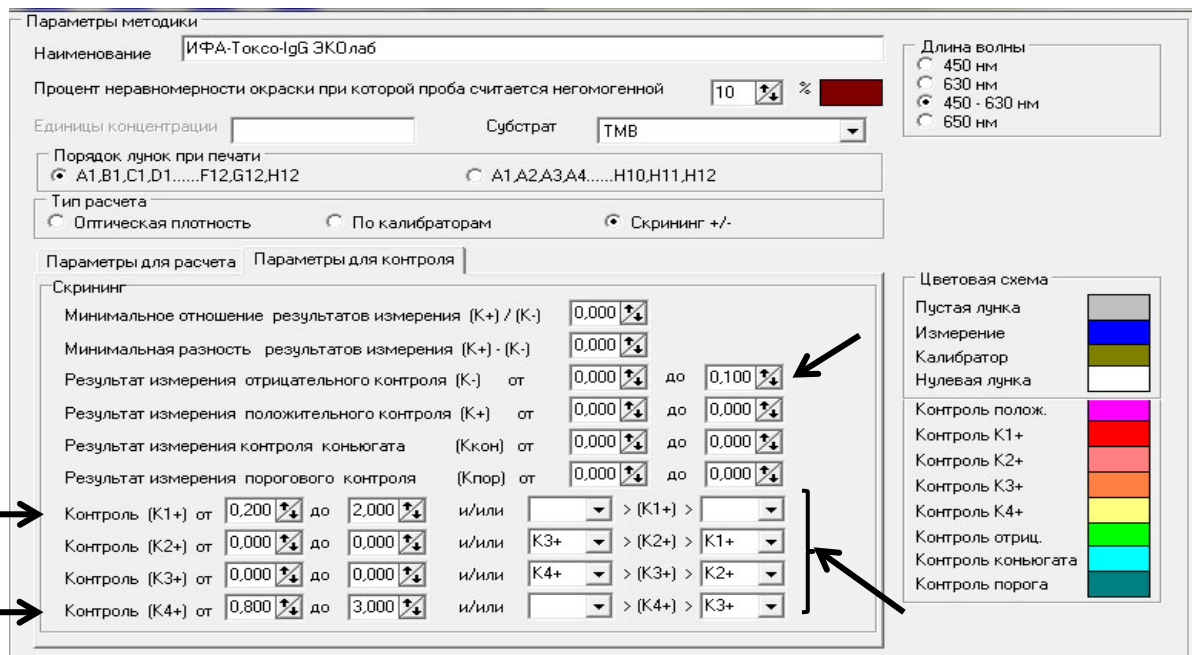 Параметры методики
Наименование ИФА-Токсо-IgG ЭКОлаб
Процент неравномерности окраски при которой проба считается негомогенной 10 %
Единицы концентрации Субстрат TMB
Порядок лунок при печати
A1,B1,C1,D1......F12,G12,H12 A1,A2,A3,A4......H10,H11,H12
Тип расчета
Оптическая плотность По калибраторам Скрининг +/-
Длина волны
450 нм
630 нм
450 - 630 нм
650 нм
Параметры для расчета Параметры для контроля
Скрининг
Минимальное отношение результатов измерения (K+) / (K-) 0,000
Минимальная разность результатов измерения (K+) - (K-) 0,000
Результат измерения отрицательного контроля (K-) от 0,000 до 0,100
Результат измерения положительного контроля (K+) от 0,000 до 0,000
Результат измерения контроля коньюгата (Ккон) от 0,000 до 0,000
Результат измерения порогового контроля (Кпор) от 0,000 до 0,000
Контроль (K1+) от 0,200 до 2,000 и/или > (K1+) >
Контроль (K2+) от 0,000 до 0,000 и/или K3+ > (K2+) > K1+
Контроль (K3+) от 0,000 до 0,000 и/или K4+ > (K3+) > K2+
Контроль (K4+) от 0,800 до 3,000 и/или > (K4+) > K3+
Цветовая схема
Пустая лунка
Измерение
Калибратор
Нулевая лунка
Контроль полож.
Контроль K1+
Контроль K2+
Контроль K3+
Контроль K4+
Контроль отриц.
Контроль коньюгата
Контроль порога